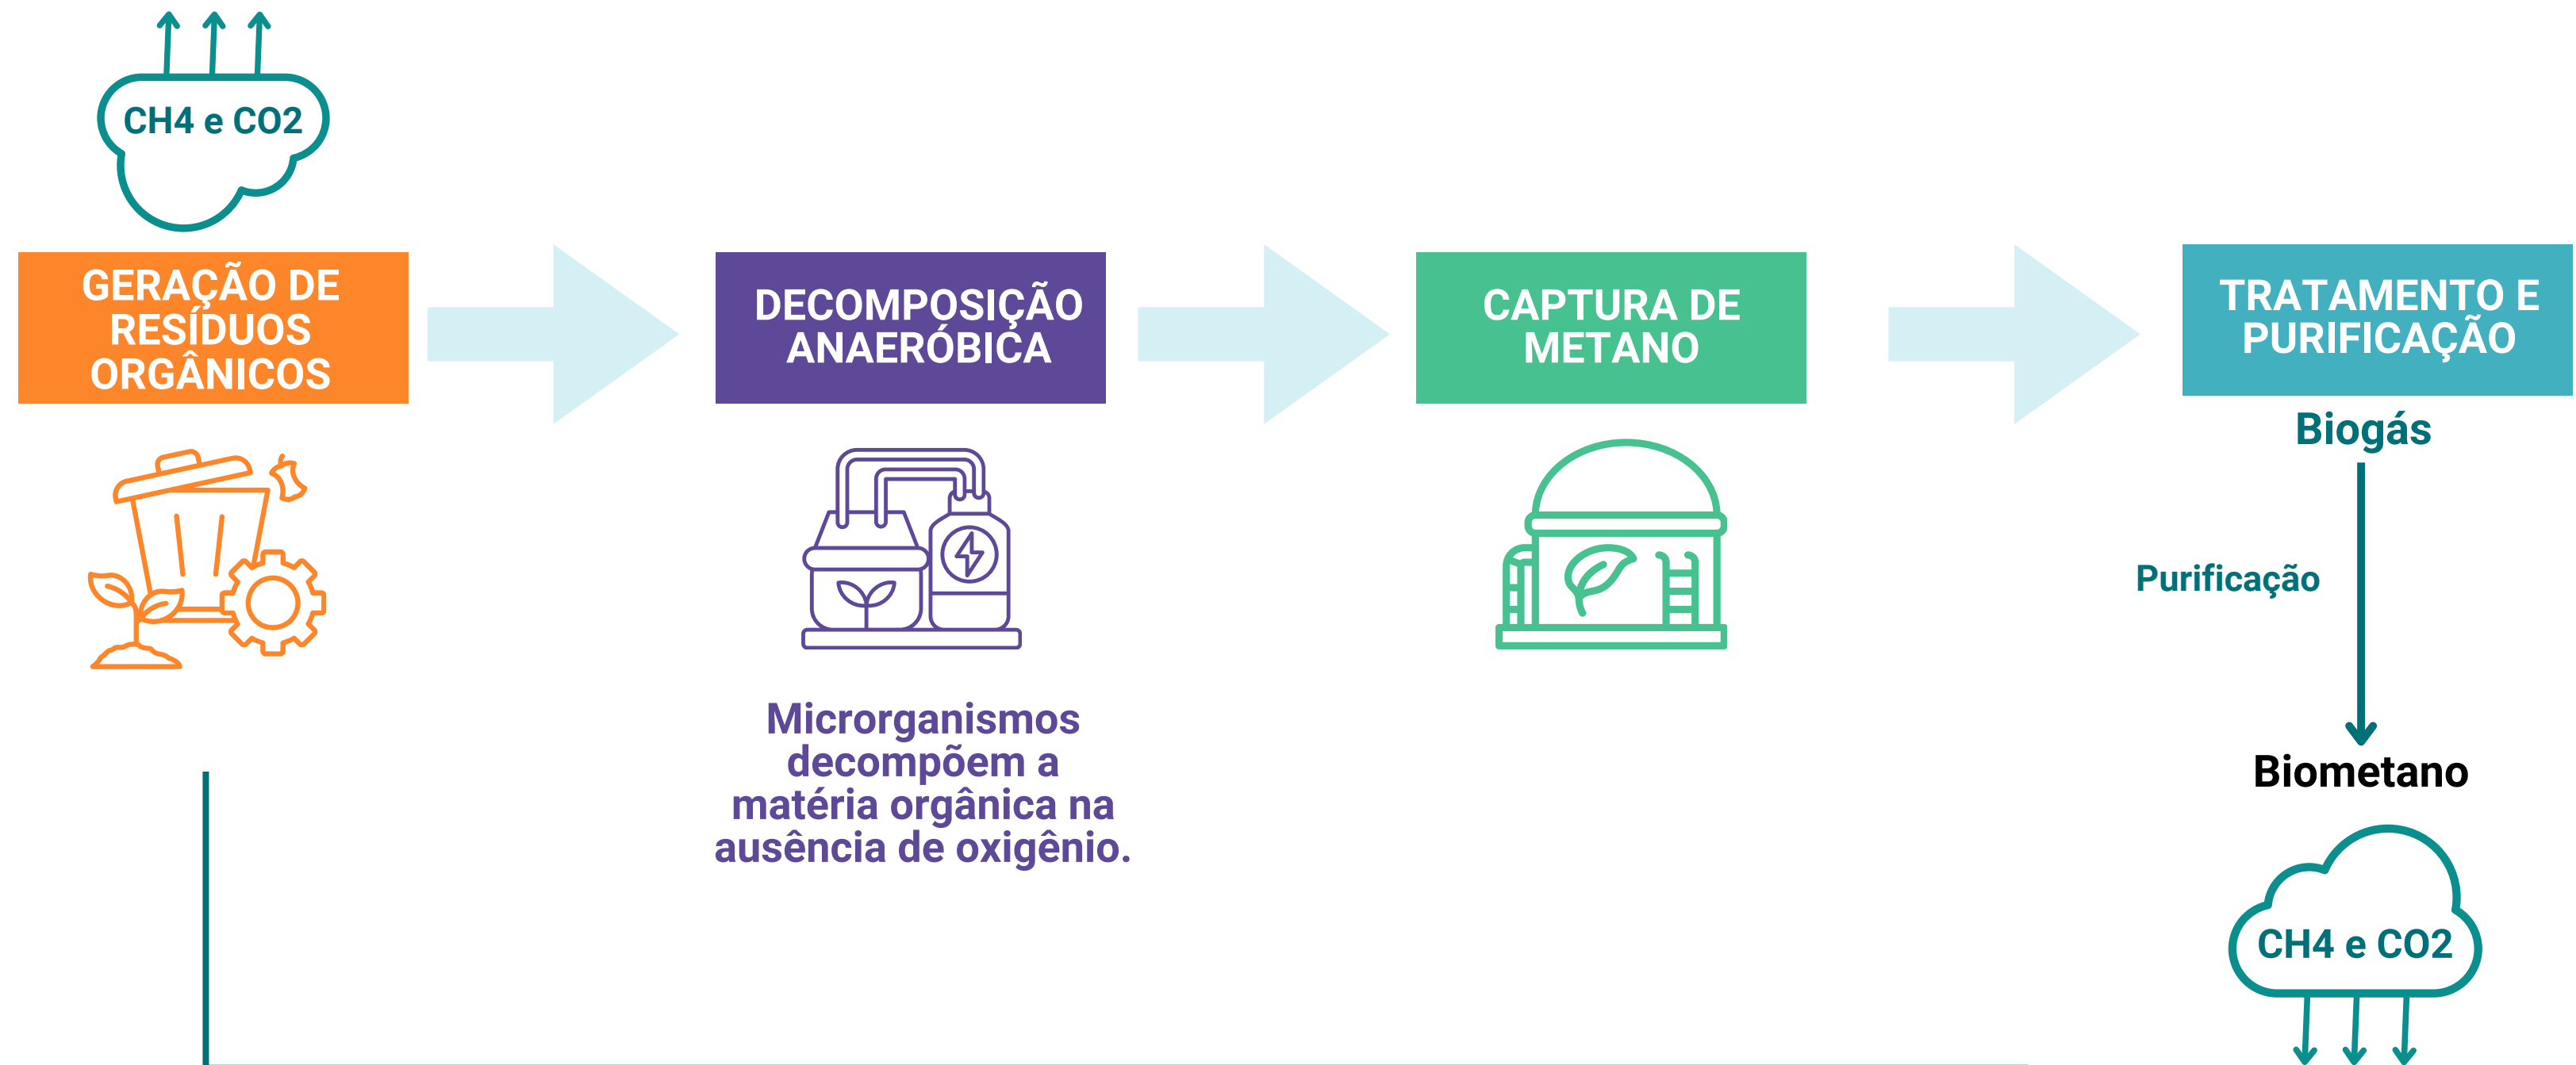 CH4 e CO2
GERAÇÃO DE
RESÍDUOS
ORGÂNICOS
DECOMPOSIÇÃO
ANAERÓBICA
Microrganismos
decompõem a
matéria orgânica na
ausência de oxigênio.
CAPTURA DE
METANO
TRATAMENTO E
PURIFICAÇÃO
Biogás
Purificação
Biometano
CH4 e CO2